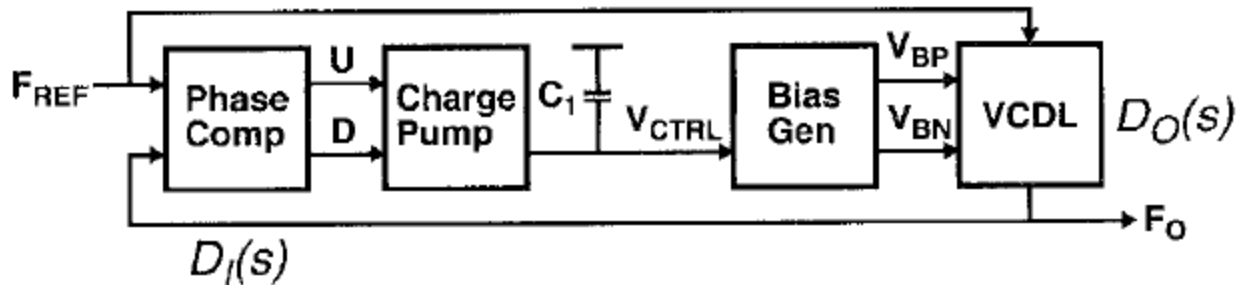 F_REF
Phase
Comp
U
D
Charge
Pump
C_1
V_CTRL
Bias
Gen
V_BP
V_BN
VCDL
D_O(s)
F_O
D_I(s)